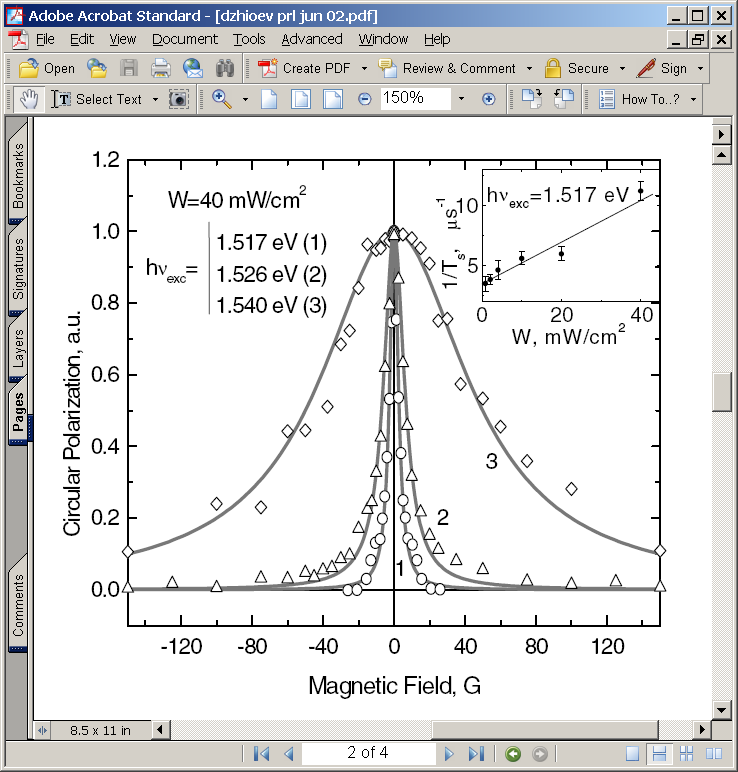 Adobe Acrobat Standard - [dzhioev prl jun 02.pdf]
File Edit View Document Tools Advanced Window Help
Open Create PDF Review & Comment Secure Sign
Select Text 150% How To..?
Bookmarks
Signatures
Layers
Pages
Comments
W=40 mW/cm²
hνexc=
1.517 eV (1)
1.526 eV (2)
1.540 eV (3)
hνexc=1.517 eV
1/Ts, μs⁻¹
10
5
0 20 40
W, mW/cm²
Circular Polarization, a.u.
1.2
1.0
0.8
0.6
0.4
0.2
0.0
3
2
1
-120 -80 -40 0 40 80 120
Magnetic Field, G
8.5 x 11 in
2 of 4